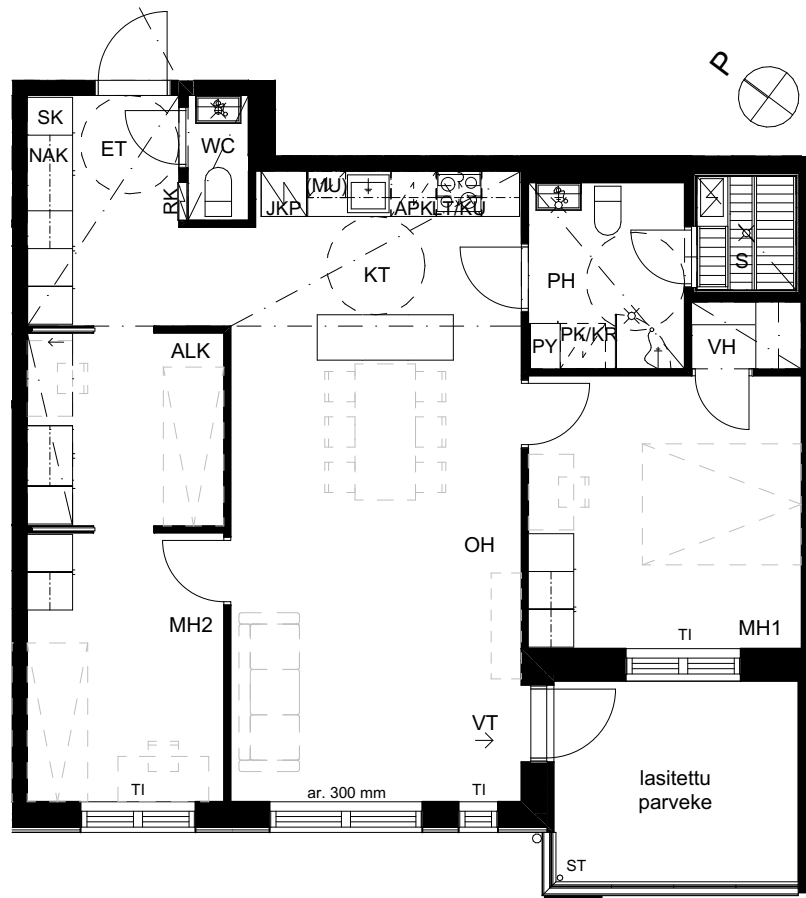 P
SK
NAK
ET
WC
RK
JKP
(MU)
APK
LT/KU
KT
PH
S
PY
PK/KR
VH
ALK
OH
MH2
MH1
TI
VT
TI
ar. 300 mm
TI
lasitettu
parveke
ST